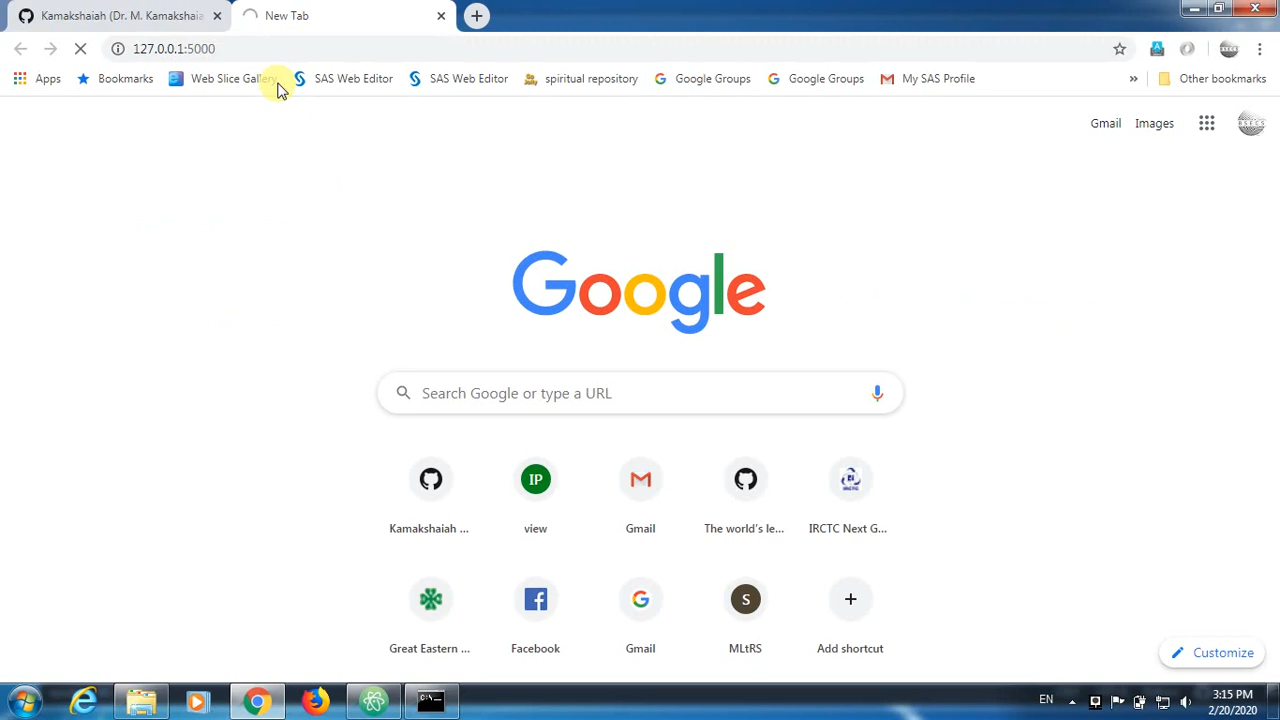 Kamakshaiah (Dr. M. Kamakshaia
New Tab
127.0.0.1:5000
Apps
Bookmarks
Web Slice Gallery
SAS Web Editor
SAS Web Editor
spiritual repository
Google Groups
Google Groups
My SAS Profile
»
Other bookmarks
Gmail
Images
RSECS
Google
Search Google or type a URL
IP
S
Kamakshaiah ...
view
Gmail
The world's le...
IRCTC Next G...
Great Eastern ...
Facebook
Gmail
MLtRS
Add shortcut
Customize
EN
3:15 PM
2/20/2020